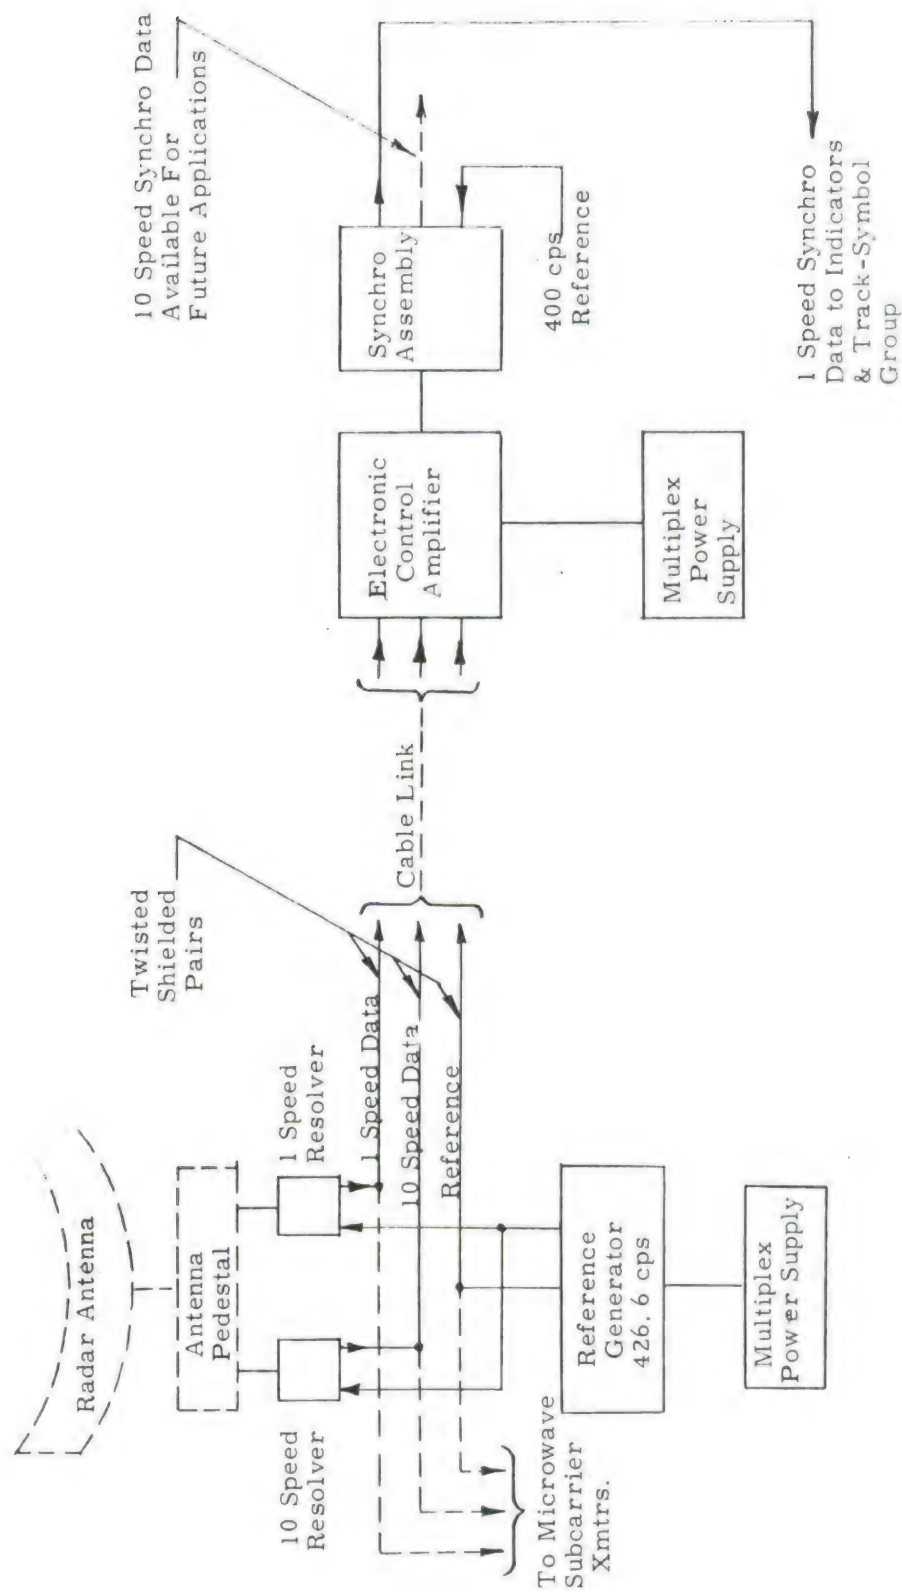 Radar Antenna
Antenna
Pedestal
10 Speed
Resolver
1 Speed
Resolver
Twisted
Shielded
Pairs
1 Speed Data
10 Speed Data
Reference
Cable Link
To Microwave
Subcarrier
Xmtrs.
Reference
Generator
426.6 cps
Multiplex
Power Supply
Electronic
Control
Amplifier
Multiplex
Power
Supply
Synchro
Assembly
400 cps
Reference
10 Speed Synchro Data
Available For
Future Applications
1 Speed Synchro
Data to Indicators
& Track-Symbol
Group